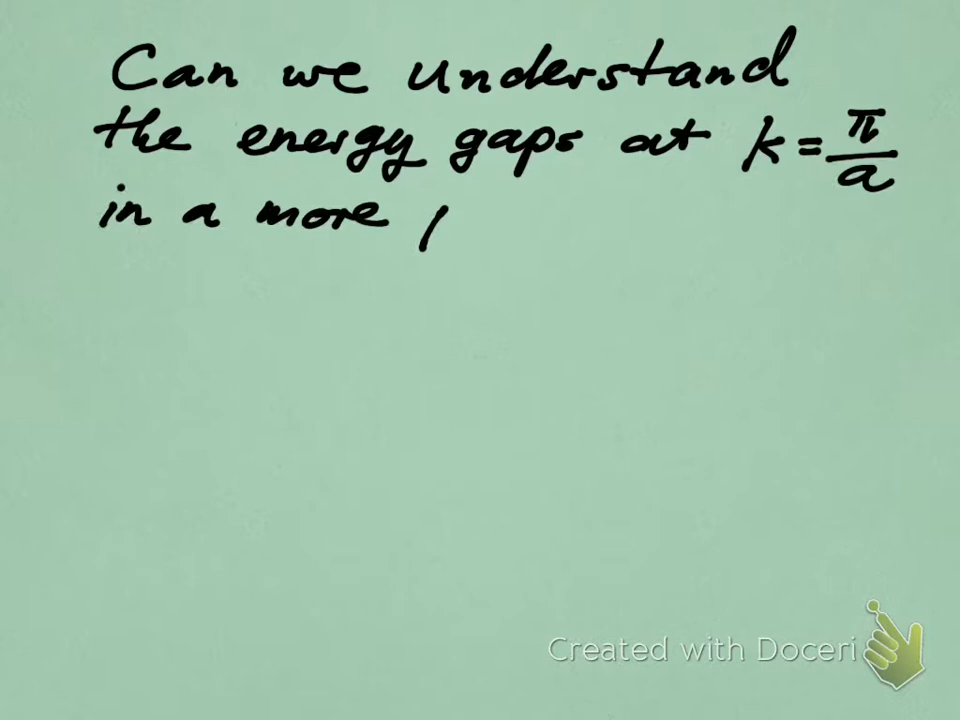 Can we understand
the energy gaps at k = π/a
in a more
Created with Doceri